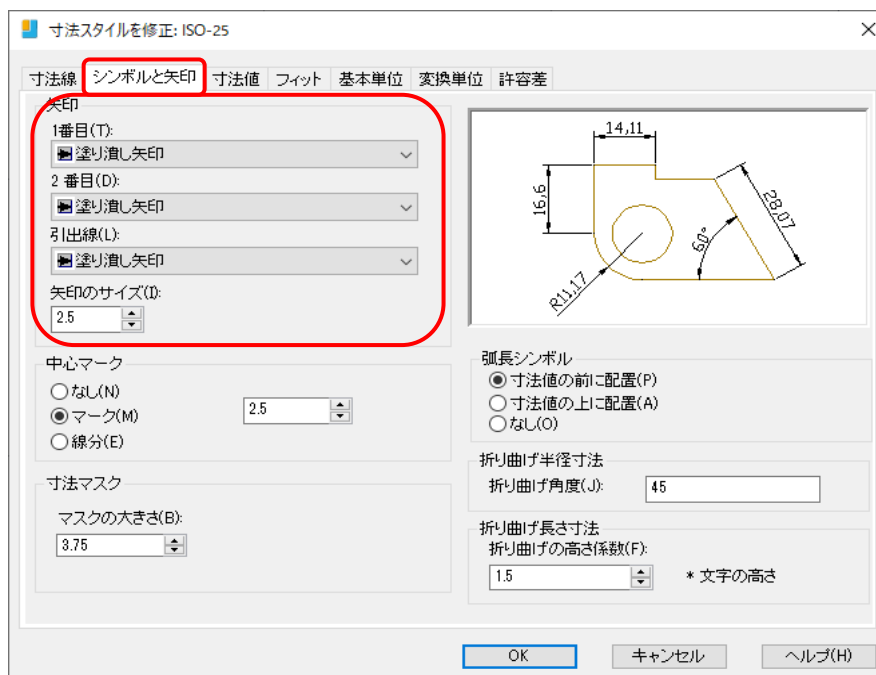 寸法スタイルを修正: ISO-25
寸法線 シンボルと矢印 寸法値 フィット 基本単位 変換単位 許容差
矢印
1番目(T):
塗り潰し矢印
2 番目(D):
塗り潰し矢印
引出線(L):
塗り潰し矢印
矢印のサイズ(I):
2.5
14,11
16,6
28,07
60°
R11,17
中心マーク
なし(N)
マーク(M)
2.5
線分(E)
寸法マスク
マスクの大きさ(B):
3.75
弧長シンボル
寸法値の前に配置(P)
寸法値の上に配置(A)
なし(O)
折り曲げ半径寸法
折り曲げ角度(J):
45
折り曲げ長さ寸法
折り曲げの高さ係数(F):
1.5
* 文字の高さ
OK キャンセル ヘルプ(H)